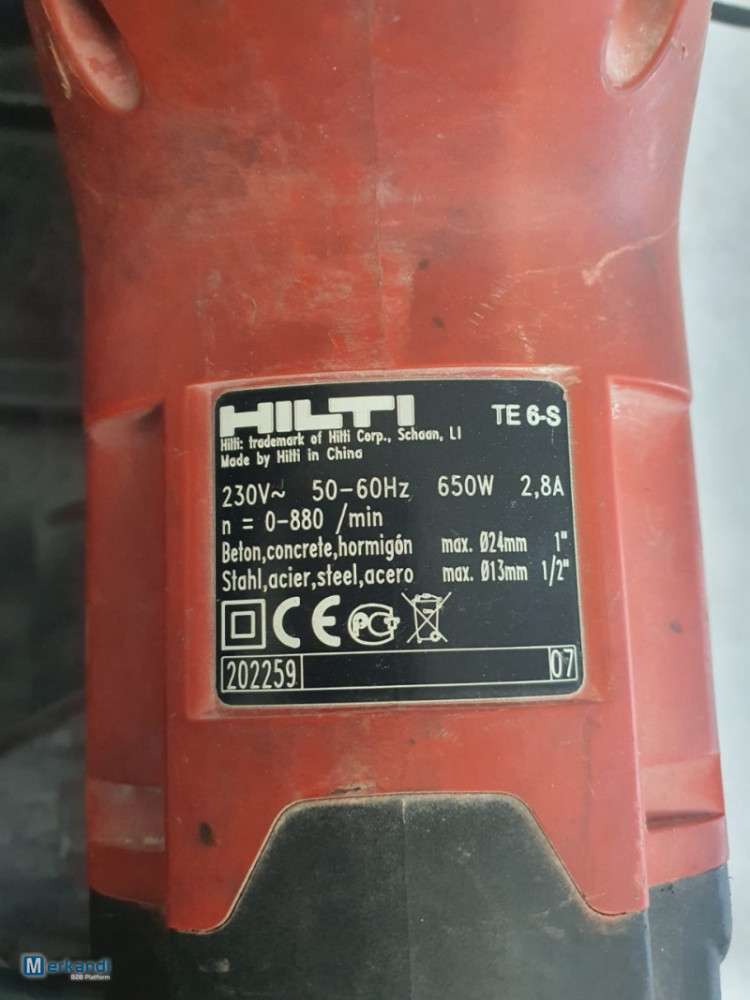 HILTI TE 6-S
Hilti: trademark of Hilti Corp., Schaan, LI
Made by Hilti in China
230V~ 50-60Hz 650W 2,8A
n = 0-880 /min
Beton,concrete,hormigón max. Ø24mm 1"
Stahl,acier,steel,acero max. Ø13mm 1/2"
CE PCT
202259 07
Merkandi
B2B Platform